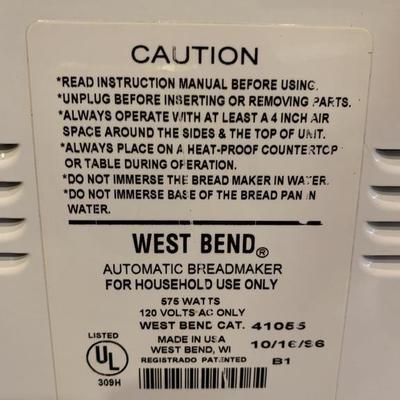 CAUTION
*READ INSTRUCTION MANUAL BEFORE USING.
*UNPLUG BEFORE INSERTING OR REMOVING PARTS.
*ALWAYS OPERATE WITH AT LEAST A 4 INCH AIR
SPACE AROUND THE SIDES & THE TOP OF UNIT.
*ALWAYS PLACE ON A HEAT-PROOF COUNTERTOP
OR TABLE DURING OPERATION.
*DO NOT IMMERSE THE BREAD MAKER IN WATER.
*DO NOT IMMERSE BASE OF THE BREAD PAN IN
WATER.
WEST BEND®
AUTOMATIC BREADMAKER
FOR HOUSEHOLD USE ONLY
575 WATTS
120 VOLTS AC ONLY
WEST BEND CAT. 41055
LISTED
UL
309H
MADE IN USA
WEST BEND, WI
10/16/96
REGISTRADO PATENTED
B1